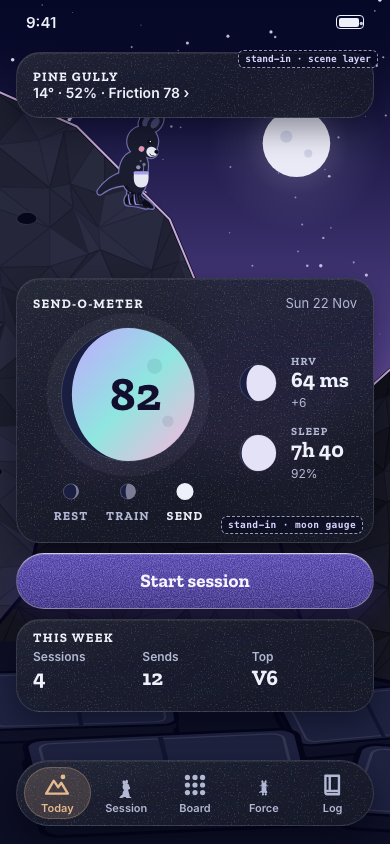 9:41
stand-in · scene layer
PINE GULLY
14° · 52% · Friction 78 ›
SEND-O-METER
Sun 22 Nov
82
HRV
64 ms
+6
SLEEP
7h 40
92%
REST
TRAIN
SEND
stand-in · moon gauge
Start session
THIS WEEK
Sessions
Sends
Top
4
12
V6
Today
Session
Board
Force
Log